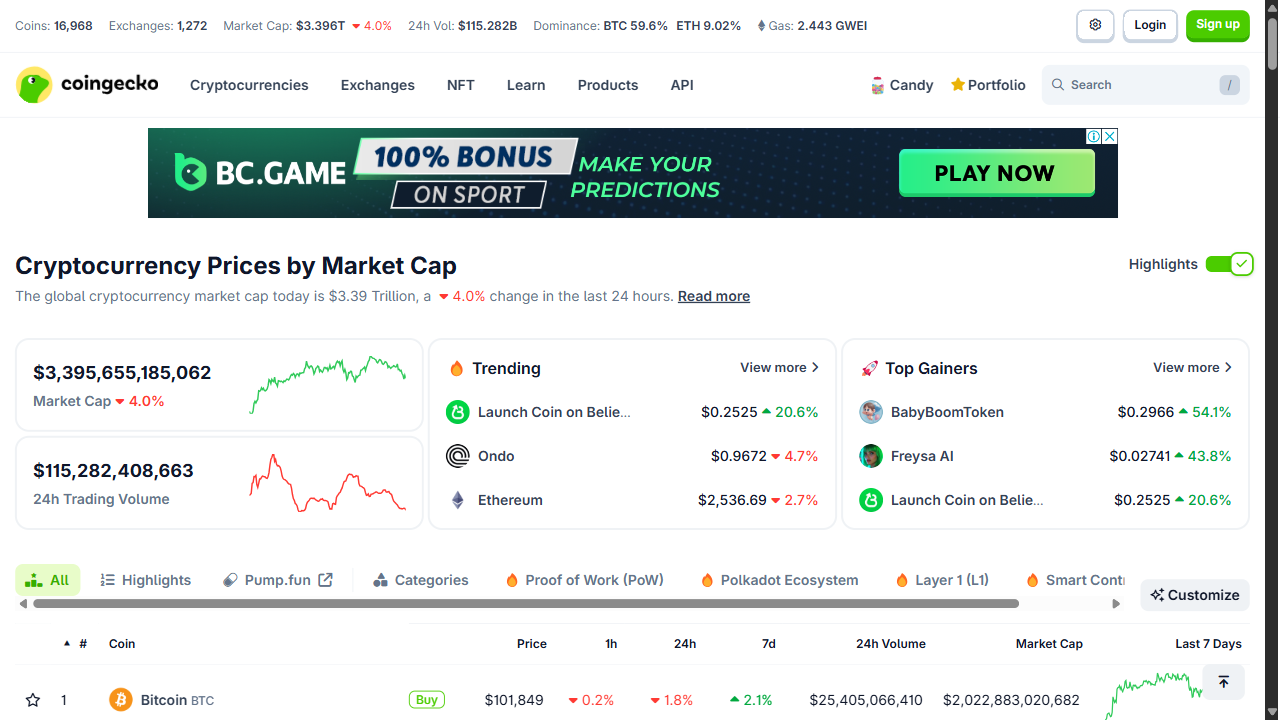 Coins: 16,968 Exchanges: 1,272 Market Cap: $3.396T 4.0% 24h Vol: $115.282B Dominance: BTC 59.6% ETH 9.02% Gas: 2.443 GWEI Login Sign up
coingecko Cryptocurrencies Exchanges NFT Learn Products API Candy Portfolio Search /
BC.GAME 100% BONUS ON SPORT MAKE YOUR PREDICTIONS PLAY NOW
Cryptocurrency Prices by Market Cap Highlights
The global cryptocurrency market cap today is $3.39 Trillion, a 4.0% change in the last 24 hours. Read more
$3,395,655,185,062
Market Cap 4.0%
$115,282,408,663
24h Trading Volume
Trending View more
Launch Coin on Belie... $0.2525 20.6%
Ondo $0.9672 4.7%
Ethereum $2,536.69 2.7%
Top Gainers View more
BabyBoomToken $0.2966 54.1%
Freysa AI $0.02741 43.8%
Launch Coin on Belie... $0.2525 20.6%
All Highlights Pump.fun Categories Proof of Work (PoW) Polkadot Ecosystem Layer 1 (L1) Smart Contr
Customize
# Coin Price 1h 24h 7d 24h Volume Market Cap Last 7 Days
1 Bitcoin BTC Buy $101,849 0.2% 1.8% 2.1% $25,405,066,410 $2,022,883,020,682